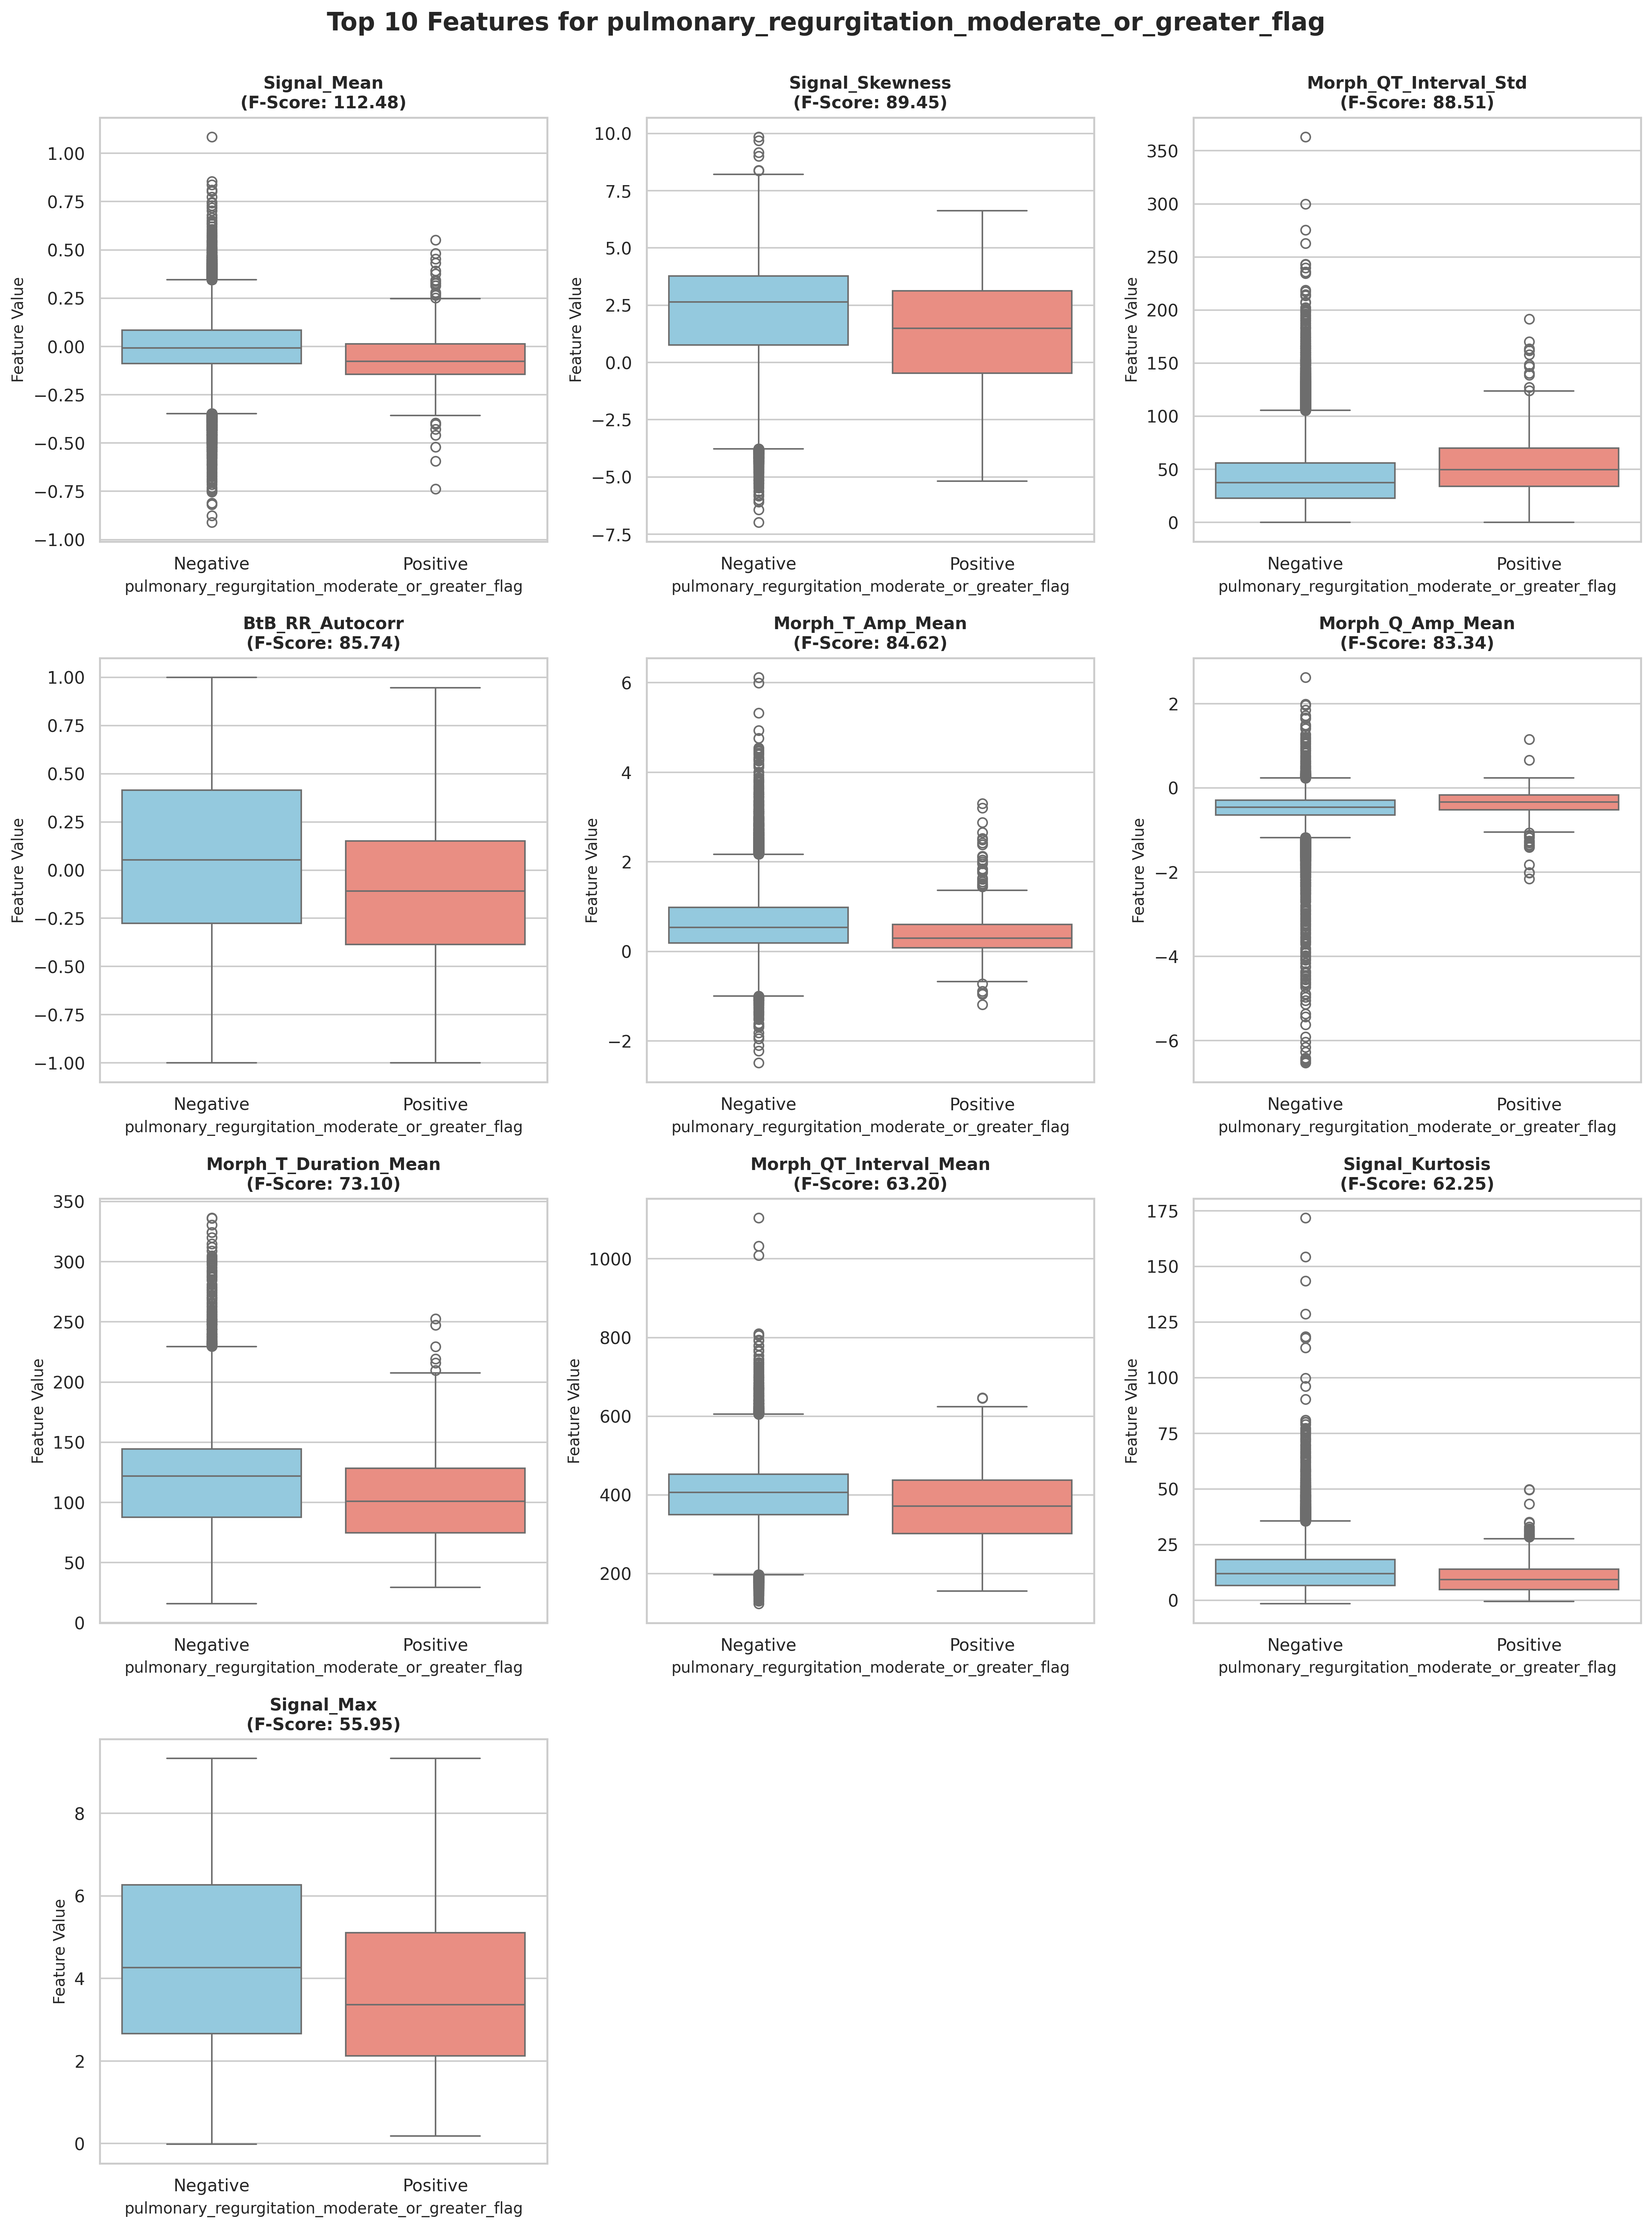 Top 10 Features for pulmonary_regurgitation_moderate_or_greater_flag
Signal_Mean
(F-Score: 112.48)
Feature Value
1.00
0.75
0.50
0.25
0.00
−0.25
−0.50
−0.75
−1.00
Negative
Positive
pulmonary_regurgitation_moderate_or_greater_flag
Signal_Skewness
(F-Score: 89.45)
Feature Value
10.0
7.5
5.0
2.5
0.0
−2.5
−5.0
−7.5
Negative
Positive
pulmonary_regurgitation_moderate_or_greater_flag
Morph_QT_Interval_Std
(F-Score: 88.51)
Feature Value
350
300
250
200
150
100
50
0
Negative
Positive
pulmonary_regurgitation_moderate_or_greater_flag
BtB_RR_Autocorr
(F-Score: 85.74)
Feature Value
1.00
0.75
0.50
0.25
0.00
−0.25
−0.50
−0.75
−1.00
Negative
Positive
pulmonary_regurgitation_moderate_or_greater_flag
Morph_T_Amp_Mean
(F-Score: 84.62)
Feature Value
6
4
2
0
−2
Negative
Positive
pulmonary_regurgitation_moderate_or_greater_flag
Morph_Q_Amp_Mean
(F-Score: 83.34)
Feature Value
2
0
−2
−4
−6
Negative
Positive
pulmonary_regurgitation_moderate_or_greater_flag
Morph_T_Duration_Mean
(F-Score: 73.10)
Feature Value
350
300
250
200
150
100
50
0
Negative
Positive
pulmonary_regurgitation_moderate_or_greater_flag
Morph_QT_Interval_Mean
(F-Score: 63.20)
Feature Value
1000
800
600
400
200
Negative
Positive
pulmonary_regurgitation_moderate_or_greater_flag
Signal_Kurtosis
(F-Score: 62.25)
Feature Value
175
150
125
100
75
50
25
0
Negative
Positive
pulmonary_regurgitation_moderate_or_greater_flag
Signal_Max
(F-Score: 55.95)
Feature Value
8
6
4
2
0
Negative
Positive
pulmonary_regurgitation_moderate_or_greater_flag